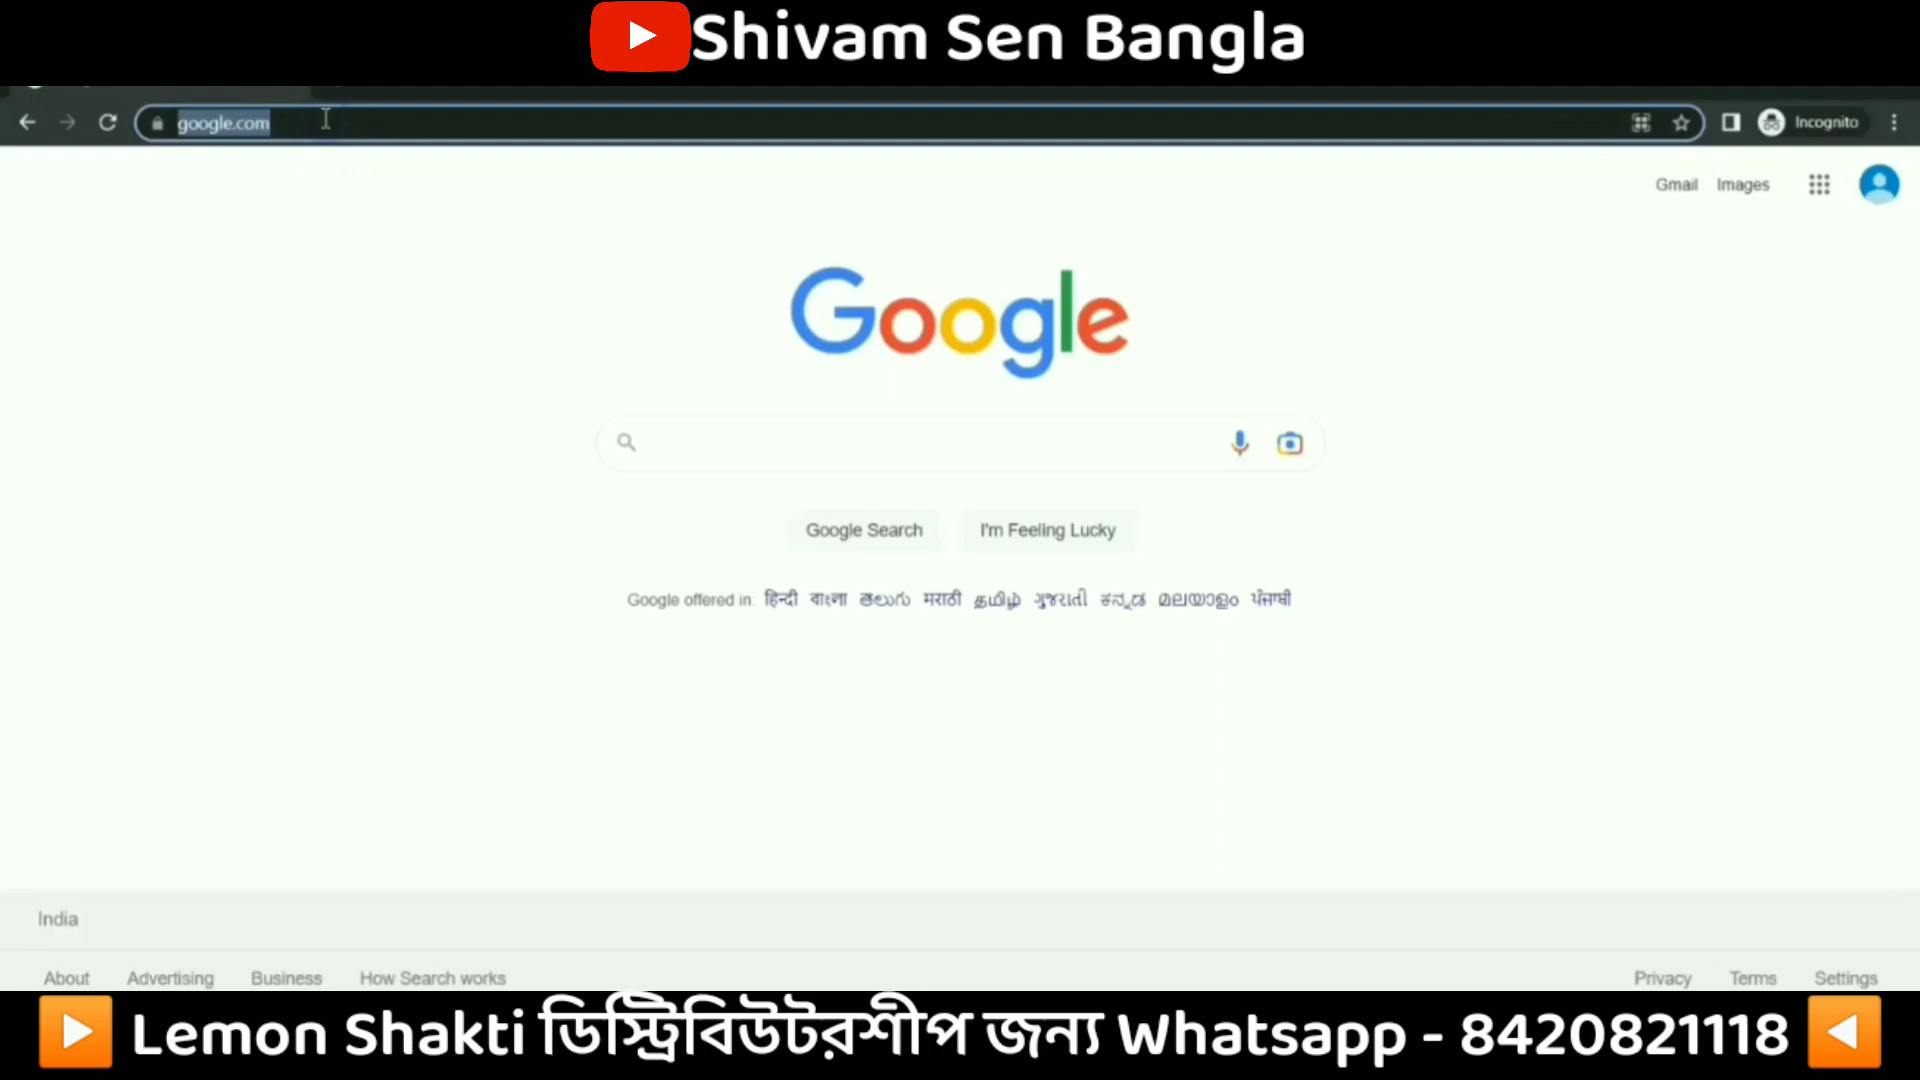 Shivam Sen Bangla
google.com
Incognito
Gmail Images
Google
Google Search I'm Feeling Lucky
Google offered in: हिन्दी বাংলা తెలుగు मराठी தமிழ் ગુજરાતી ಕನ್ನಡ മലയാളം ਪੰਜਾਬੀ
India
About Advertising Business How Search works
Privacy Terms Settings
Lemon Shakti ডিস্ট্রিবিউটরশীপ জন্য Whatsapp - 8420821118